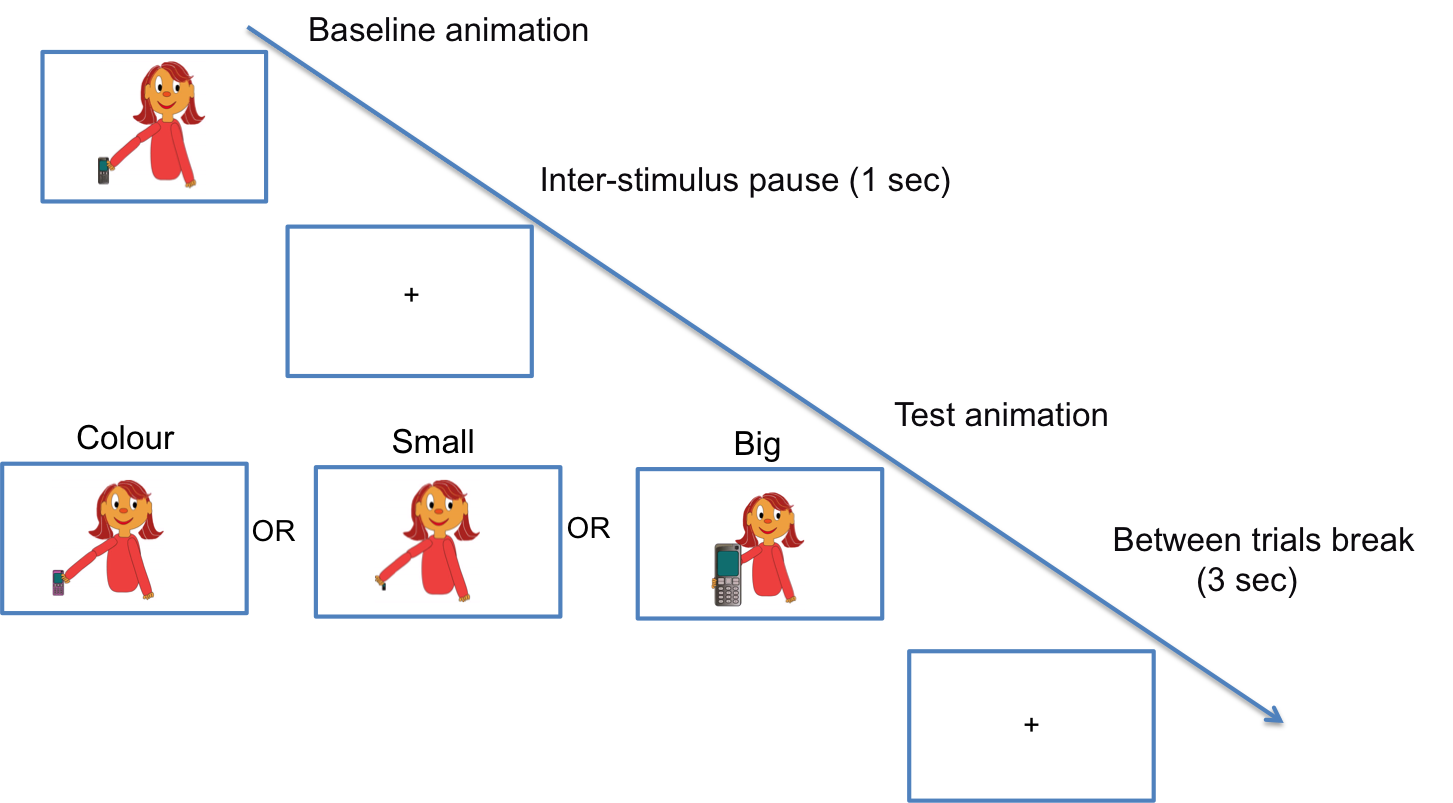 Baseline animation
Inter-stimulus pause (1 sec)
+
Test animation
Colour
Small
Big
OR
OR
Between trials break
(3 sec)
+